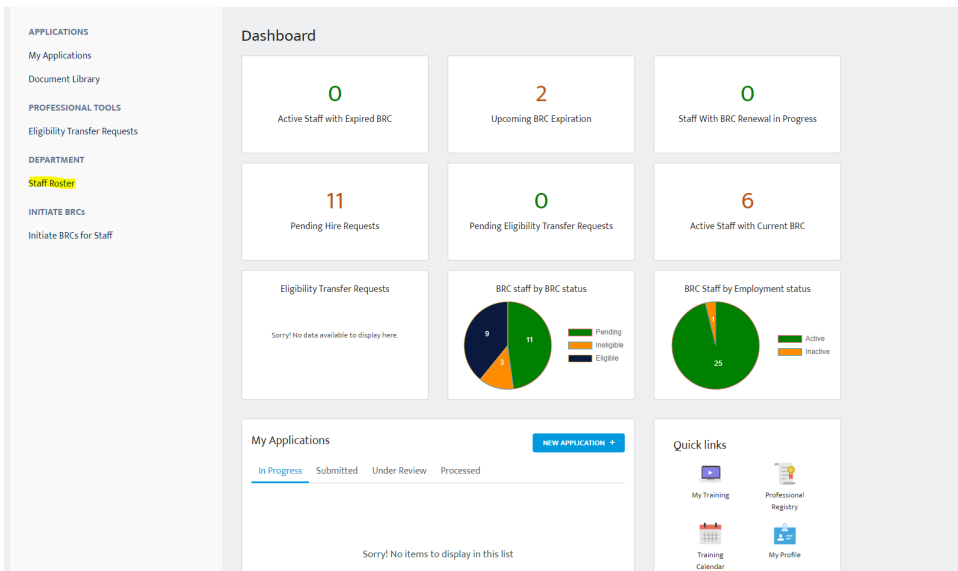 APPLICATIONS
My Applications
Document Library
PROFESSIONAL TOOLS
Eligibility Transfer Requests
DEPARTMENT
Staff Roster
INITIATE BRCs
Initiate BRCs for Staff
Dashboard
0
Active Staff with Expired BRC
2
Upcoming BRC Expiration
0
Staff With BRC Renewal in Progress
11
Pending Hire Requests
0
Pending Eligibility Transfer Requests
6
Active Staff with Current BRC
Eligibility Transfer Requests
Sorry! No data available to display here.
BRC staff by BRC status
9
11
3
Pending
Ineligible
Eligible
BRC Staff by Employment status
1
25
Active
Inactive
My Applications
NEW APPLICATION +
In Progress Submitted Under Review Processed
Sorry! No items to display in this list
Quick links
My Training
Professional
Registry
Training
Calendar
My Profile